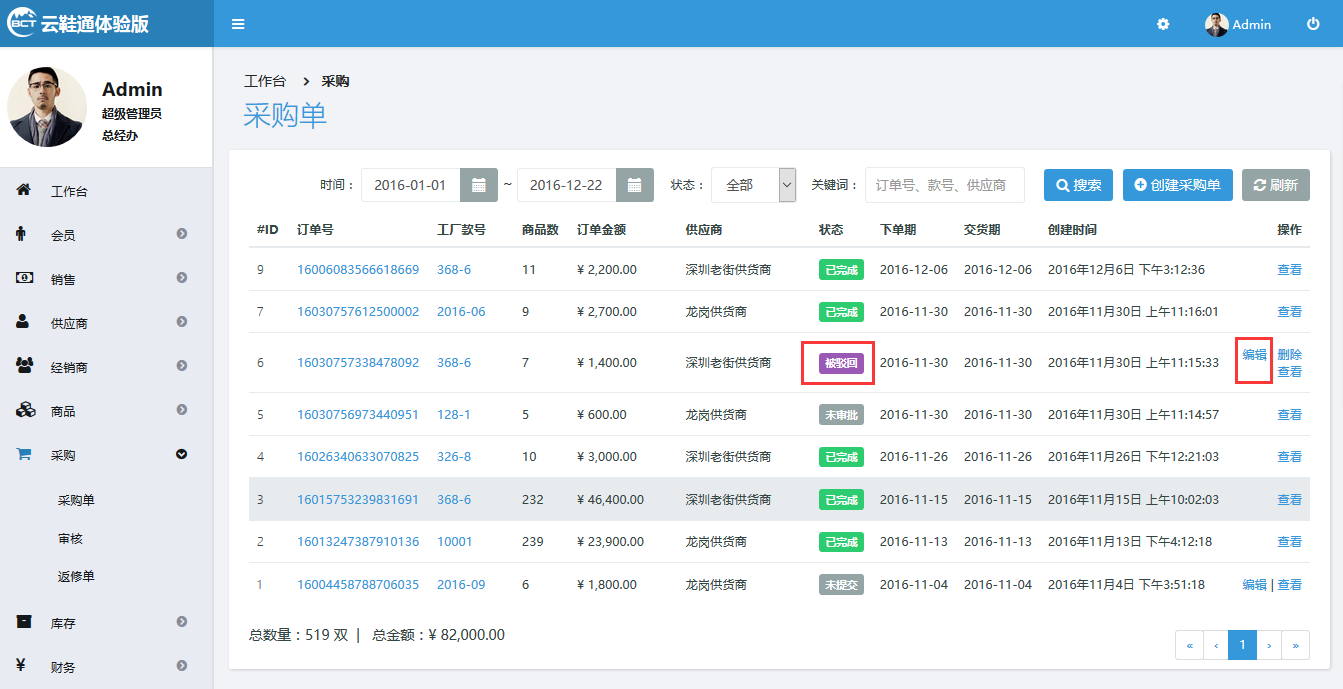 BCT 云鞋通体验版
Admin
Admin
超级管理员
总经办
工作台
会员
销售
供应商
经销商
商品
采购
采购单
审核
返修单
库存
财务
工作台 > 采购
采购单
时间： 2016-01-01 ~ 2016-12-22 状态： 全部 关键词： 订单号、款号、供应商 搜索 创建采购单 刷新
#ID 订单号 工厂款号 商品数 订单金额 供应商 状态 下单期 交货期 创建时间 操作
9 16006083566618669 368-6 11 ¥ 2,200.00 深圳老街供货商 已完成 2016-12-06 2016-12-06 2016年12月6日 下午3:12:36 查看
7 16030757612500002 2016-06 9 ¥ 2,700.00 龙岗供货商 已完成 2016-11-30 2016-11-30 2016年11月30日 上午11:16:01 查看
6 16030757338478092 368-6 7 ¥ 1,400.00 深圳老街供货商 被驳回 2016-11-30 2016-11-30 2016年11月30日 上午11:15:33 编辑 删除
查看
5 16030756973440951 128-1 5 ¥ 600.00 龙岗供货商 未审批 2016-11-30 2016-11-30 2016年11月30日 上午11:14:57 查看
4 16026340633070825 326-8 10 ¥ 3,000.00 深圳老街供货商 已完成 2016-11-26 2016-11-26 2016年11月26日 下午12:21:03 查看
3 16015753239831691 368-6 232 ¥ 46,400.00 深圳老街供货商 已完成 2016-11-15 2016-11-15 2016年11月15日 上午10:02:03 查看
2 16013247387910136 10001 239 ¥ 23,900.00 龙岗供货商 已完成 2016-11-13 2016-11-13 2016年11月13日 下午4:12:18 查看
1 16004458788706035 2016-09 6 ¥ 1,800.00 龙岗供货商 未提交 2016-11-04 2016-11-04 2016年11月4日 下午3:51:18 编辑 | 查看
总数量：519 双 | 总金额：¥ 82,000.00
« ‹ 1 › »